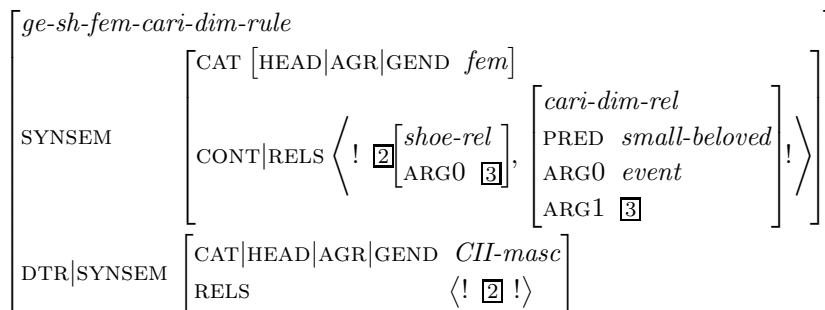 ge-sh-fem-cari-dim-rule
SYNSEM
CAT [HEAD|AGR|GEND fem]
CONT|RELS ⟨! 2 [shoe-rel
ARG0 3],
[cari-dim-rel
PRED small-beloved
ARG0 event
ARG1 3] !⟩
DTR|SYNSEM
[CAT|HEAD|AGR|GEND CII-masc
RELS ⟨! 2 !⟩]